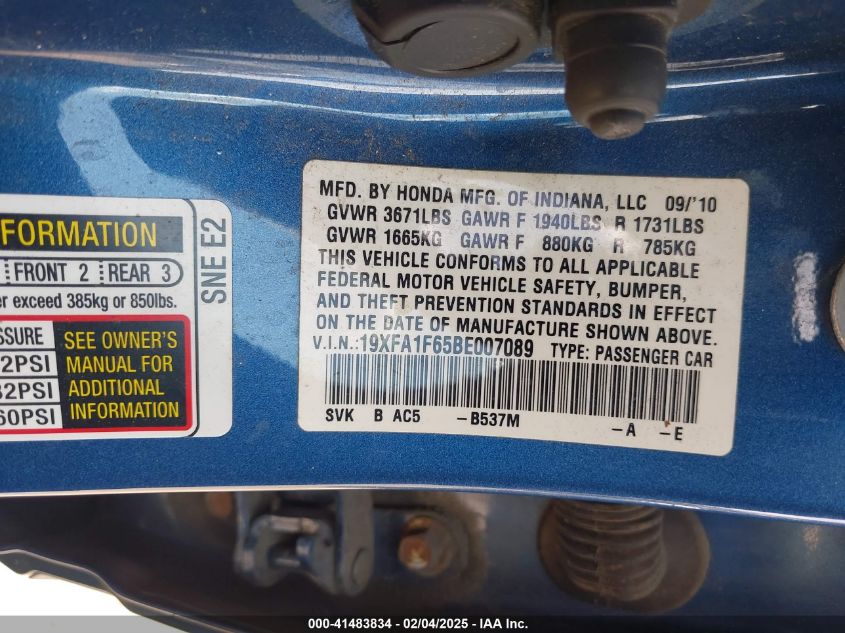 MFD. BY HONDA MFG. OF INDIANA, LLC 09/'10
GVWR 3671LBS GAWR F 1940LBS R 1731LBS
GVWR 1665KG GAWR F 880KG R 785KG
THIS VEHICLE CONFORMS TO ALL APPLICABLE
FEDERAL MOTOR VEHICLE SAFETY, BUMPER,
AND THEFT PREVENTION STANDARDS IN EFFECT
ON THE DATE OF MANUFACTURE SHOWN ABOVE.
V.I.N.:19XFA1F65BE007089 TYPE: PASSENGER CAR
SVK B AC5 -B537M -A -E
FORMATION
FRONT 2 REAR 3
er exceed 385kg or 850lbs.
SSURE
2PSI
32PSI
60PSI
SEE OWNER'S
MANUAL FOR
ADDITIONAL
INFORMATION
SNE E2
000-41483834 - 02/04/2025 - IAA Inc.